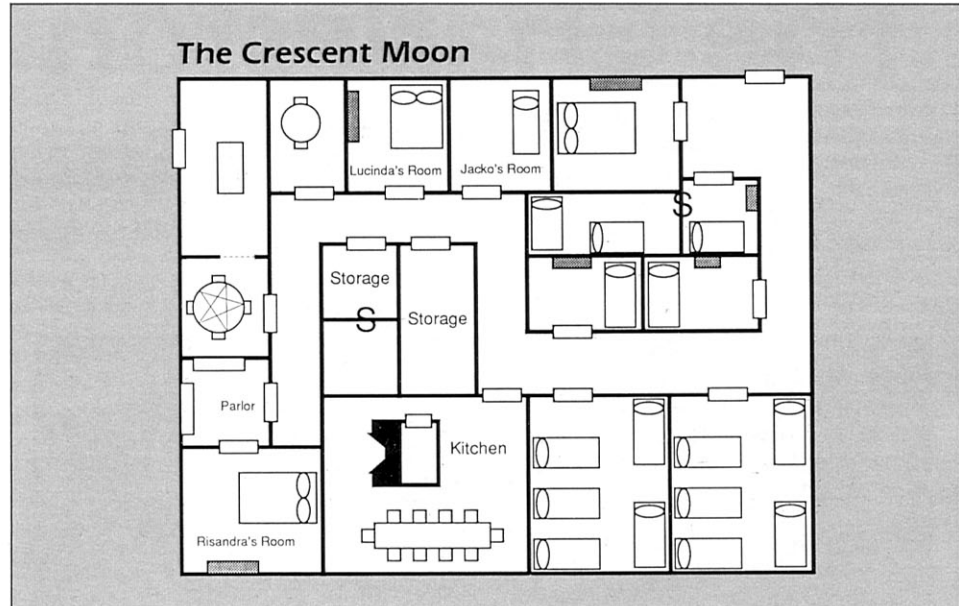 The Crescent Moon
Lucinda's Room
Jacko's Room
S
Storage
S
Storage
Parlor
Kitchen
Risandra's Room